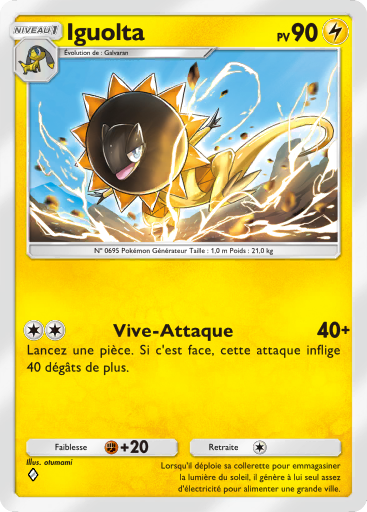 NIVEAU 1
Iguolta
PV 90
Évolution de : Galvaran
N° 0695 Pokémon Générateur Taille : 1,0 m Poids : 21,0 kg
Vive-Attaque 40+
Lancez une pièce. Si c'est face, cette attaque inflige
40 dégâts de plus.
Faiblesse +20 Retraite
Illus. otumami
Lorsqu'il déploie sa collerette pour emmagasiner
la lumière du soleil, il génère à lui seul assez
d'électricité pour alimenter une grande ville.